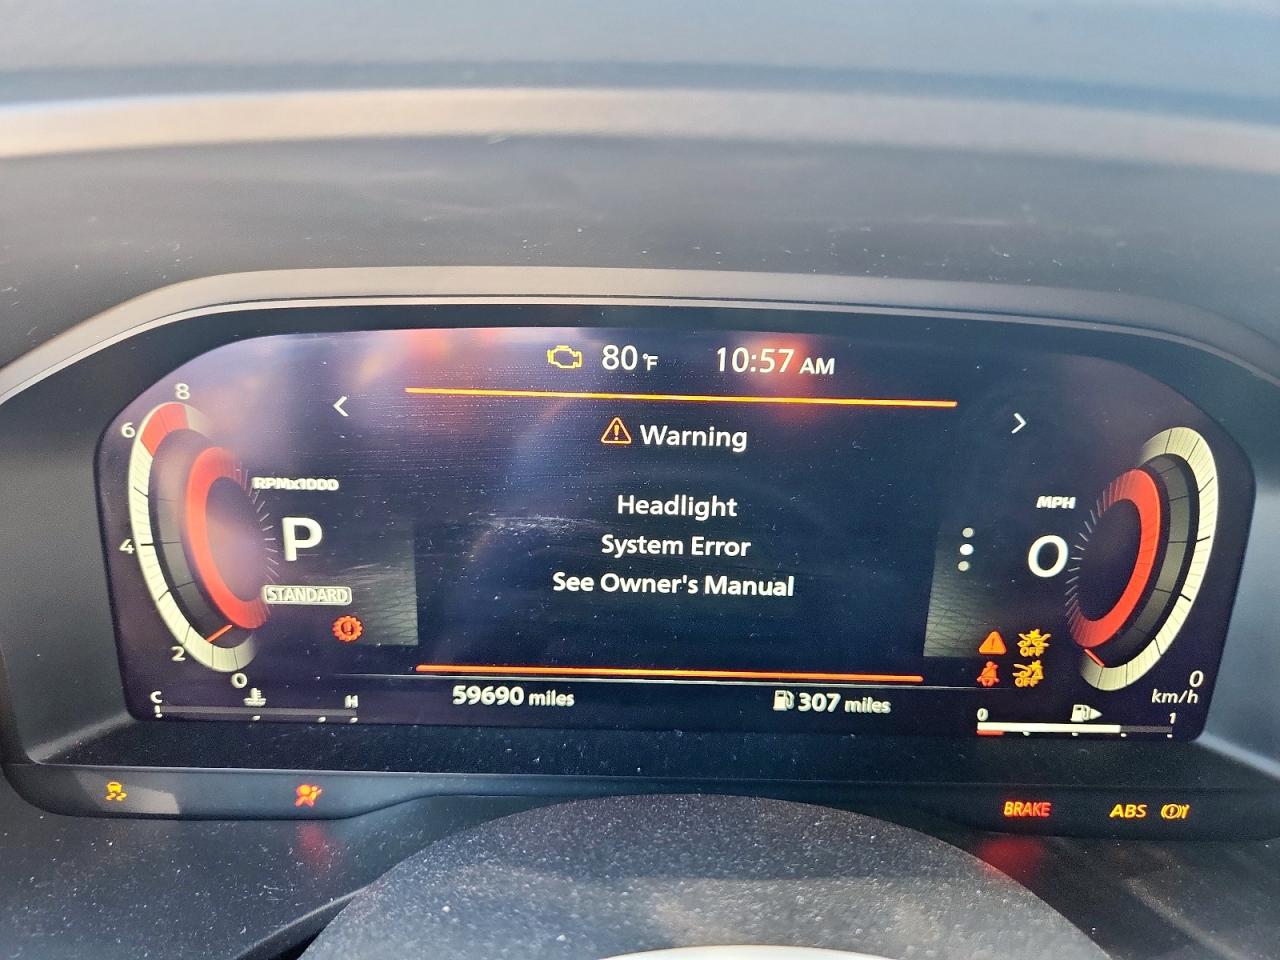 80°F 10:57 AM
Warning
Headlight
System Error
See Owner's Manual
8
6
4
2
0
RPMx1000
P
STANDARD
C H
MPH
0
OFF
OFF
0
km/h
59690 miles
307 miles
0 1
BRAKE
ABS